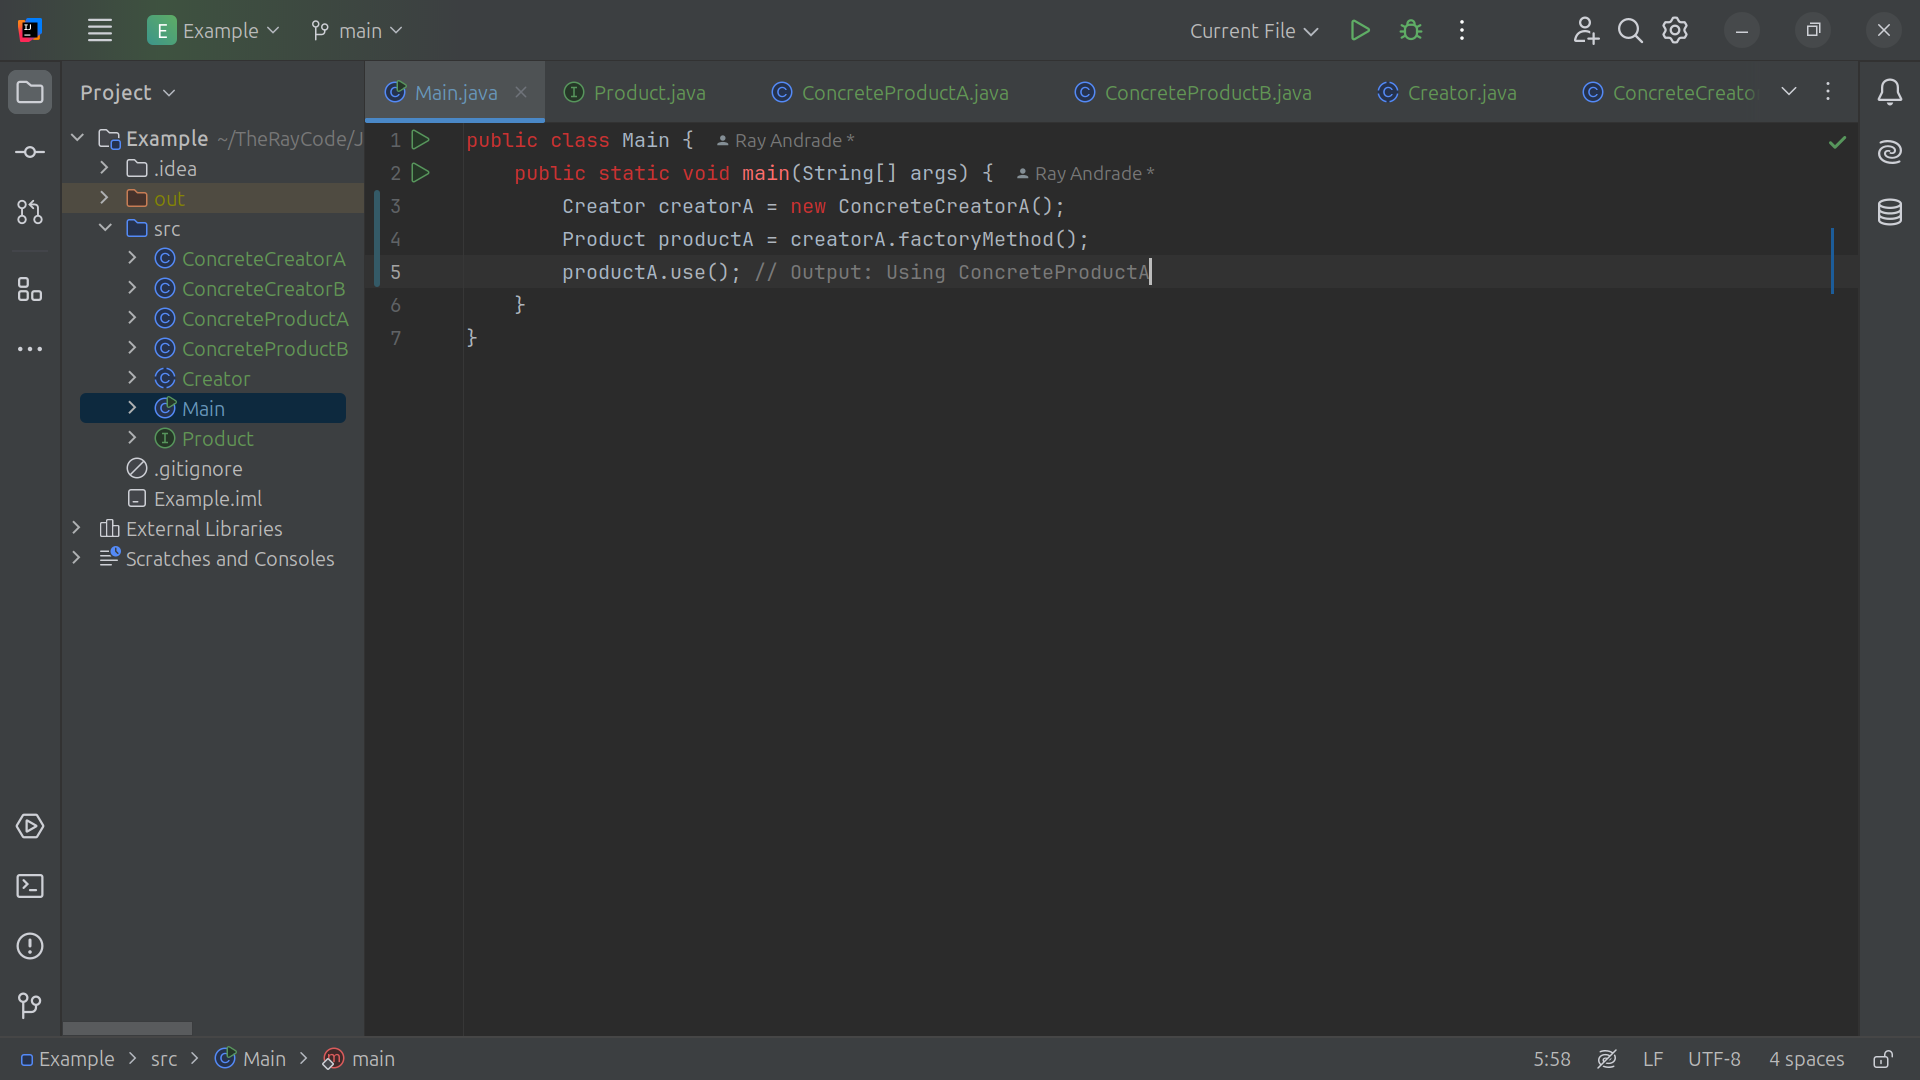 E Example main Current File
Project
Main.java Product.java ConcreteProductA.java ConcreteProductB.java Creator.java ConcreteCreato
Example ~/TheRayCode/J
.idea
out
src
ConcreteCreatorA
ConcreteCreatorB
ConcreteProductA
ConcreteProductB
Creator
Main
Product
.gitignore
Example.iml
External Libraries
Scratches and Consoles
1 public class Main { Ray Andrade *
2 public static void main(String[] args) { Ray Andrade *
3 Creator creatorA = new ConcreteCreatorA();
4 Product productA = creatorA.factoryMethod();
5 productA.use(); // Output: Using ConcreteProductA
6 }
7 }
Example > src > Main > main 5:58 LF UTF-8 4 spaces